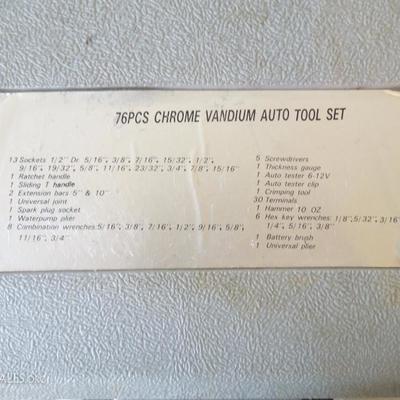 76PCS CHROME VANDIUM AUTO TOOL SET
13 Sockets 1/2" Dr. 5/16", 3/8", 7/16", 15/32", 1/2",
9/16", 19/32", 5/8", 11/16", 23/32", 3/4", 7/8", 15/16"
1 Ratchet handle
1 Sliding T handle
2 Extension bars 5" & 10"
1 Universal joint
1 Spark plug socket
1 Waterpump plier
8 Combination wrenches 5/16", 3/8", 7/16", 1/2", 9/16", 5/8",
11/16", 3/4"
5 Screwdrivers
1 Thickness gauge
1 Auto tester 6-12V
1 Auto tester clip
1 Crimping tool
30 Terminals
1 Hammer 10 OZ
6 Hex key wrenches: 1/8", 5/32", 3/16"
1/4", 5/16", 3/8"
1 Battery brush
1 Universal plier